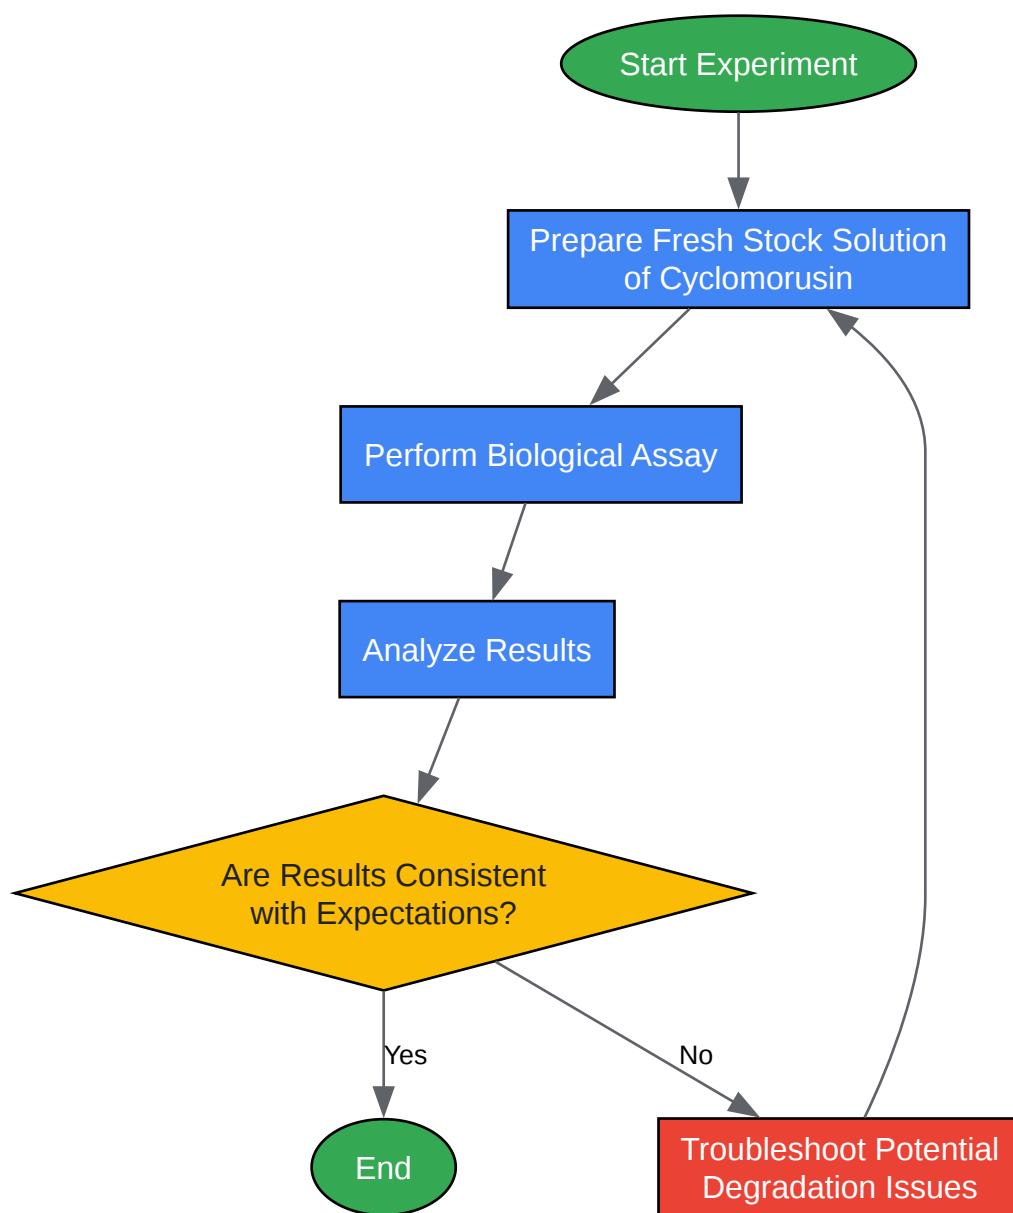 Start Experiment
Prepare Fresh Stock Solution
of Cyclomorusin
Perform Biological Assay
Analyze Results
Are Results Consistent
with Expectations?
Yes
No
End
Troubleshoot Potential
Degradation Issues